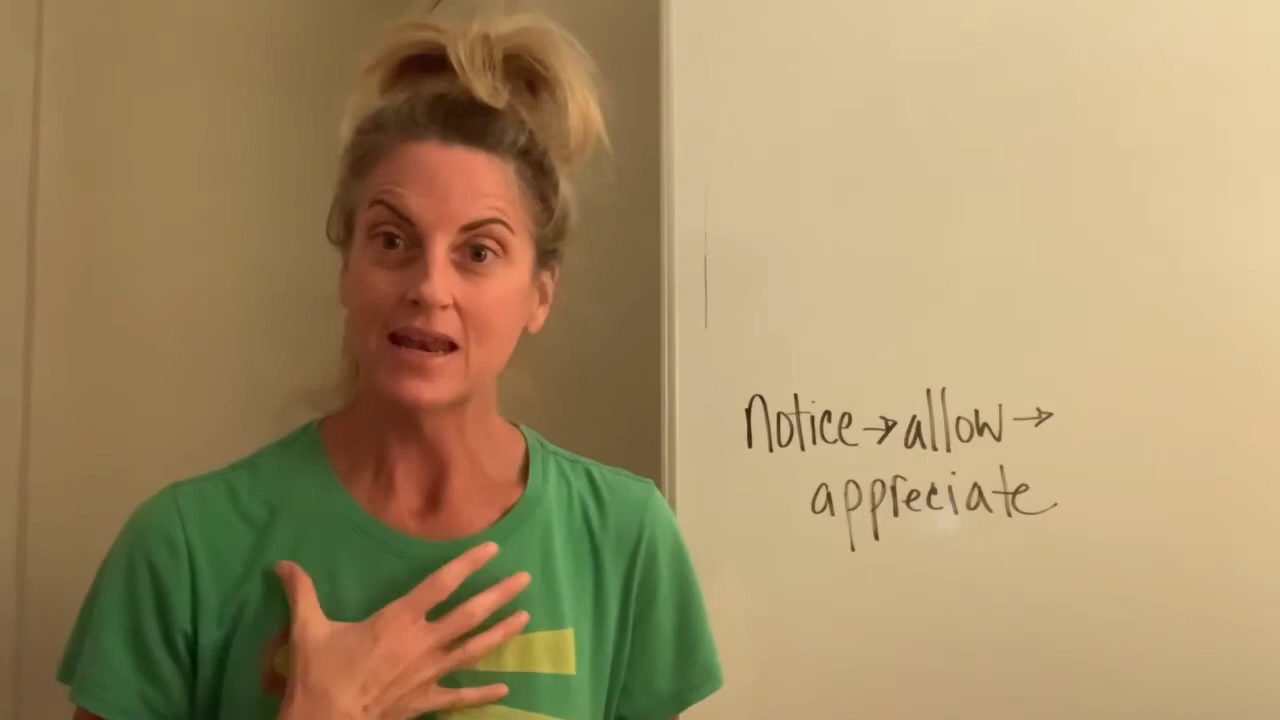 notice → allow →
appreciate